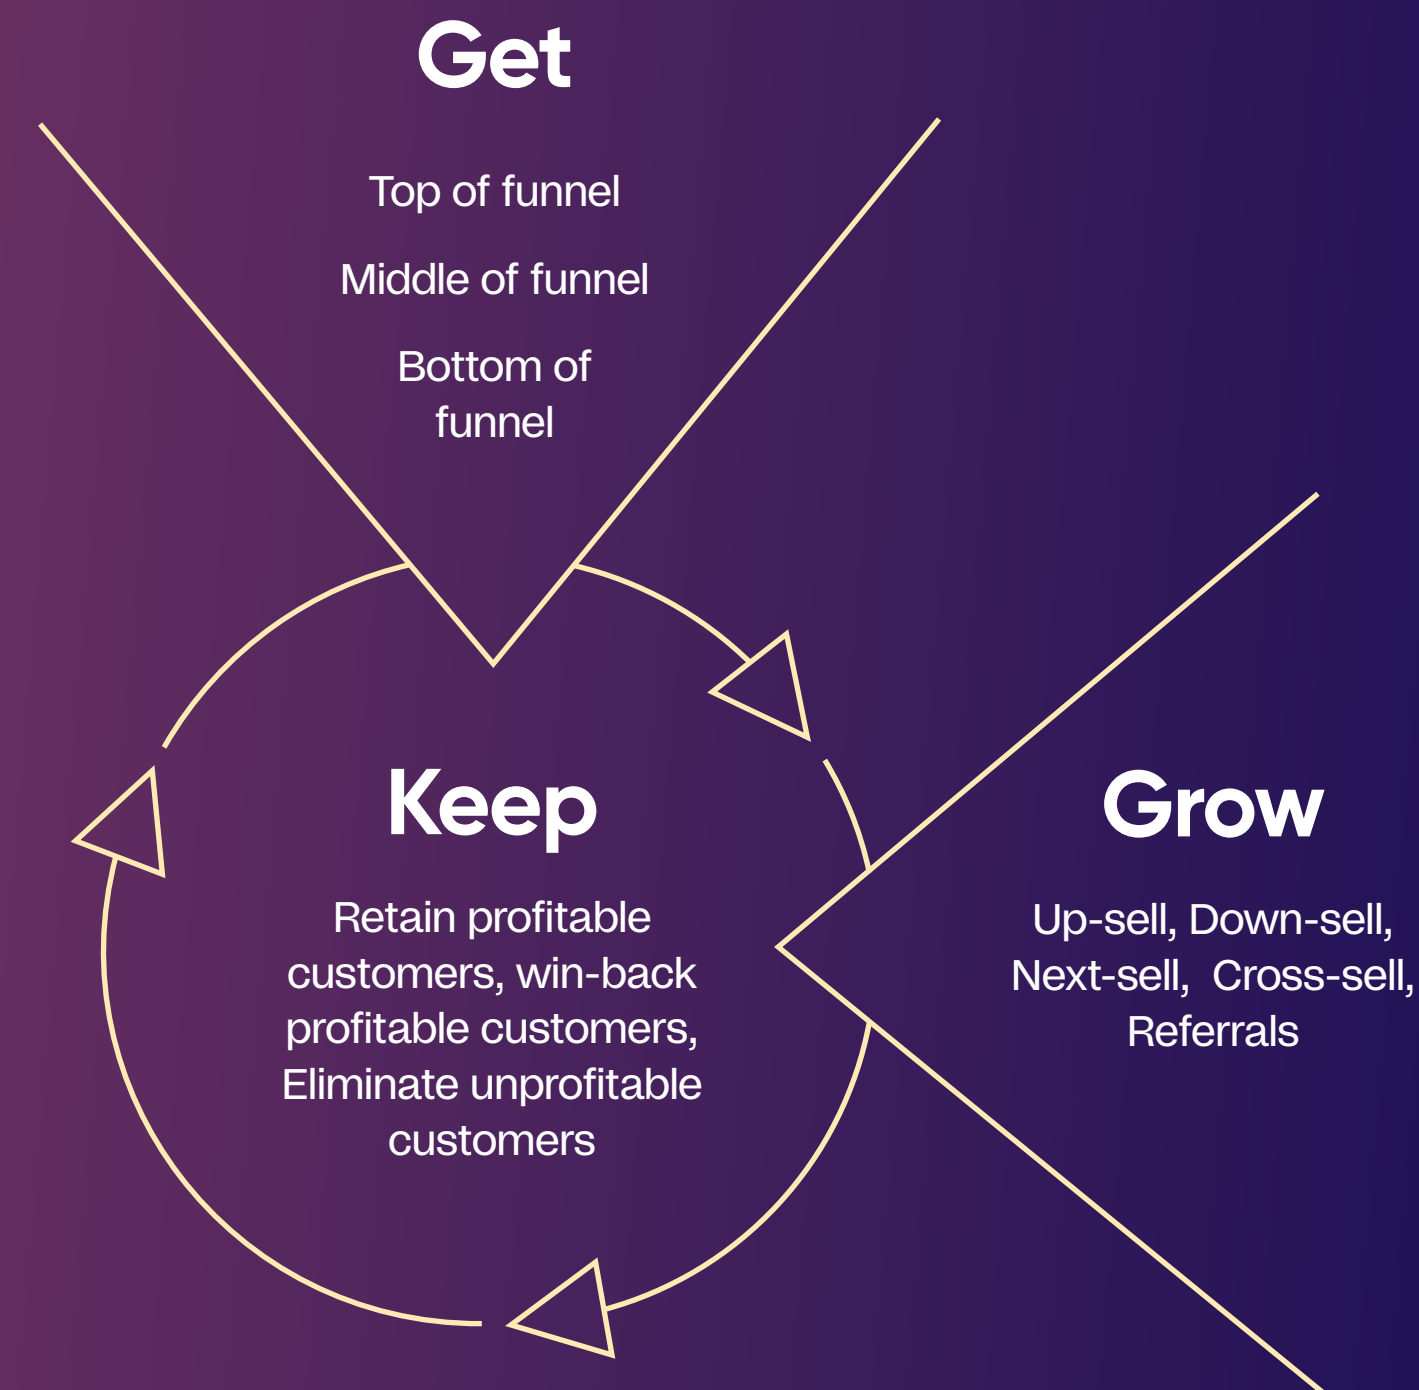 Get
Top of funnel
Middle of funnel
Bottom of
funnel
Keep
Retain profitable
customers, win-back
profitable customers,
Eliminate unprofitable
customers
Grow
Up-sell, Down-sell,
Next-sell,  Cross-sell,
Referrals